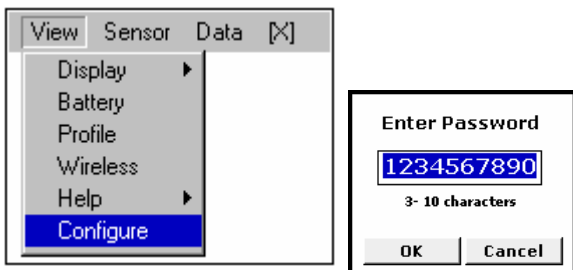 View Sensor Data [X]
Display
Battery
Profile
Wireless
Help
Configure
Enter Password
1234567890
3- 10 characters
OK Cancel